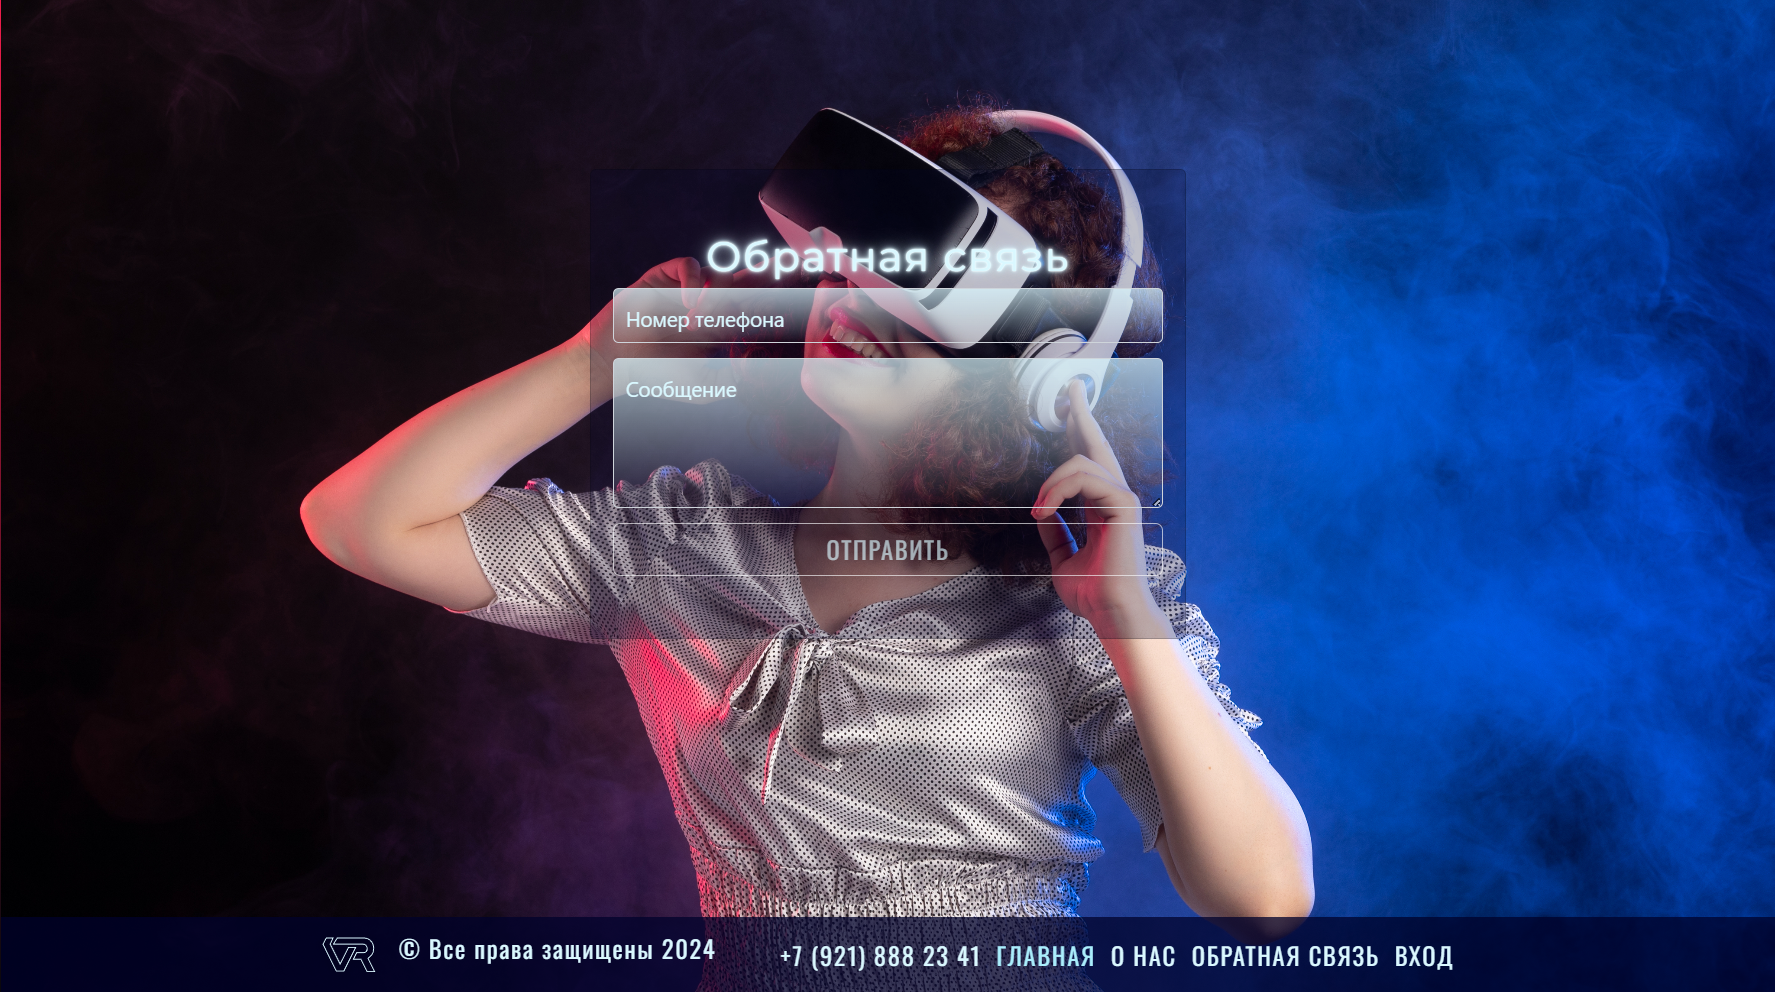 Обратная связь
Номер телефона
Сообщение
ОТПРАВИТЬ
VR © Все права защищены 2024 +7 (921) 888 23 41 ГЛАВНАЯ О НАС ОБРАТНАЯ СВЯЗЬ ВХОД